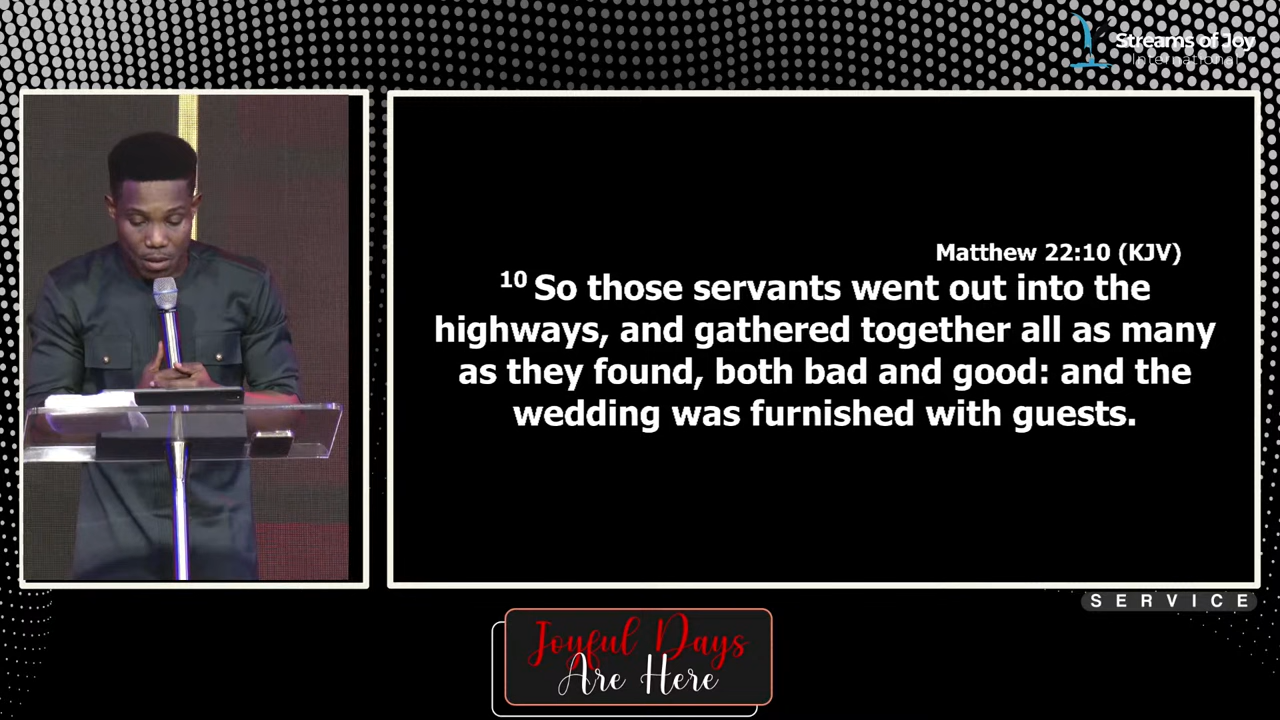 Streams of Joy
International
Matthew 22:10 (KJV)
10 So those servants went out into the
highways, and gathered together all as many
as they found, both bad and good: and the
wedding was furnished with guests.
SERVICE
Joyful Days
Are Here